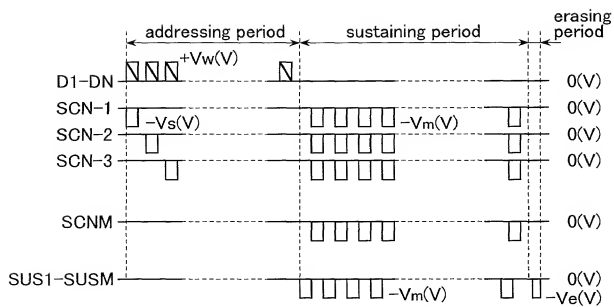 addressing period
sustaining period
erasing period
+Vw(V)
D1-DN
0(V)
SCN-1
-Vs(V)
-Vm(V)
0(V)
SCN-2
0(V)
SCN-3
0(V)
SCNM
0(V)
SUS1-SUSM
-Vm(V)
0(V)
-Ve(V)